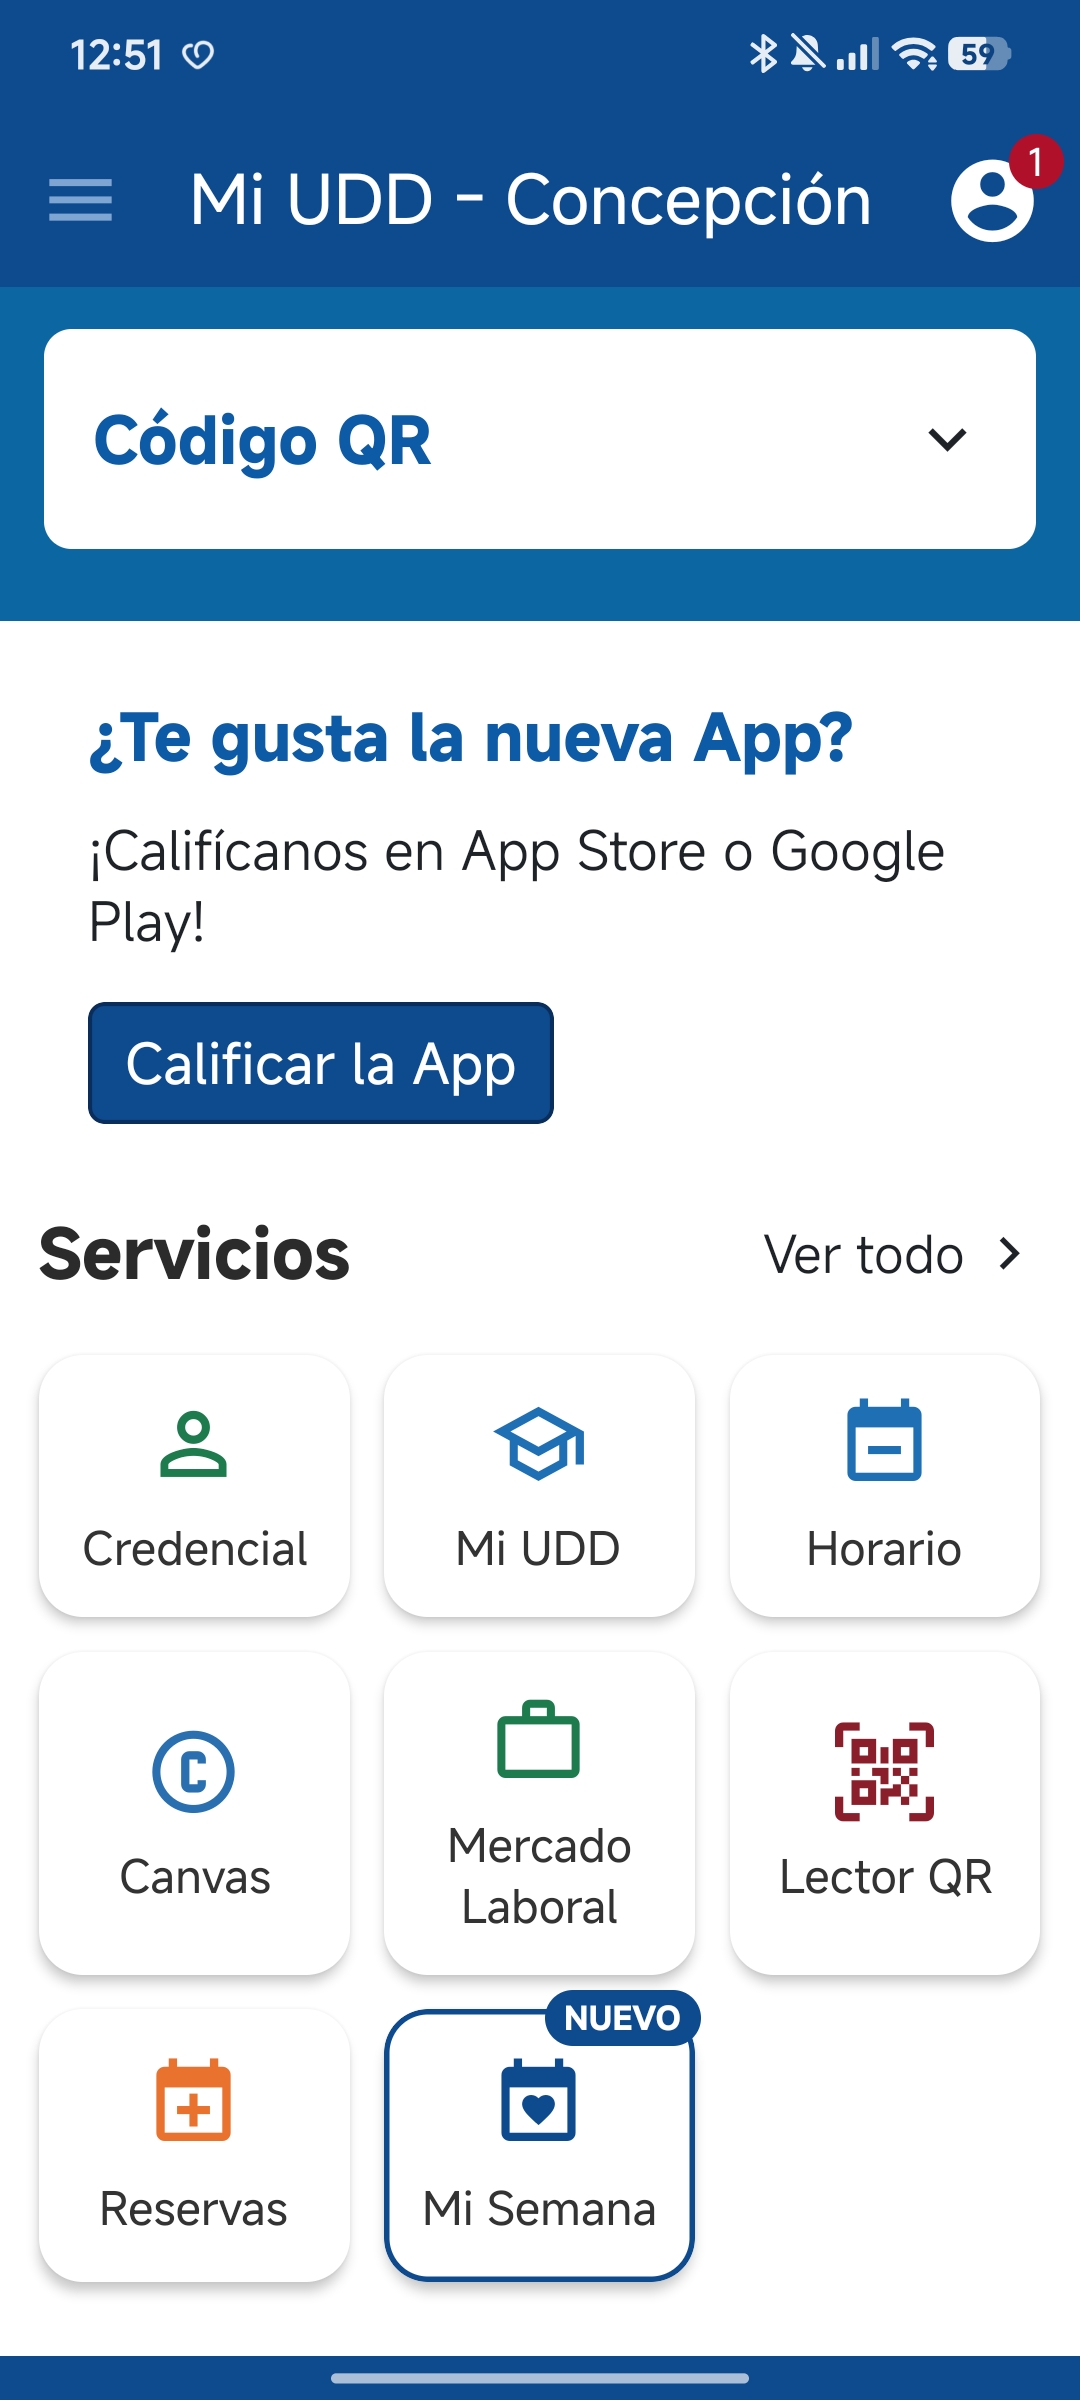 12:51
59
Mi UDD - Concepción
1
Código QR
¿Te gusta la nueva App?
¡Califícanos en App Store o Google
Play!
Calificar la App
Servicios
Ver todo
Credencial
Mi UDD
Horario
C
Canvas
Mercado
Laboral
Lector QR
Reservas
NUEVO
Mi Semana